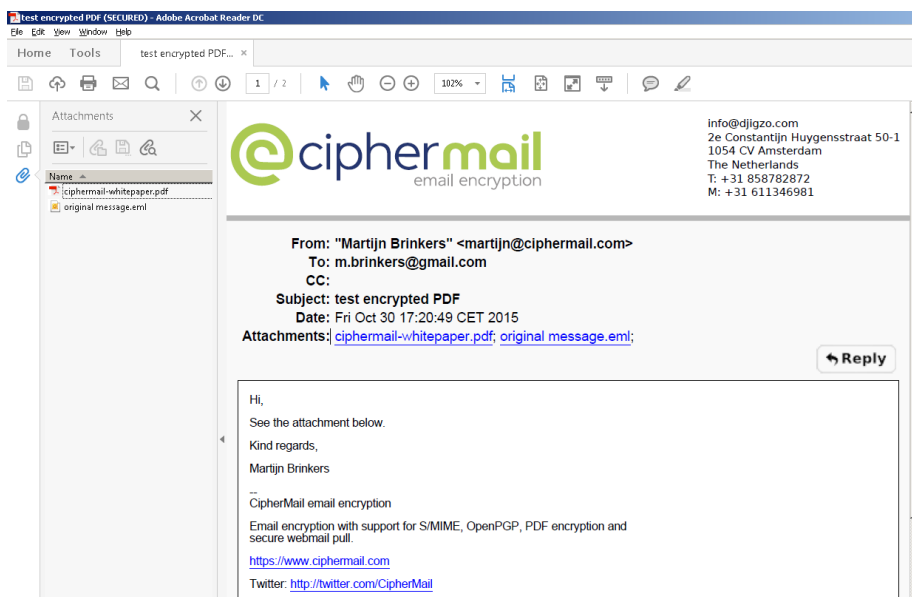 test encrypted PDF (SECURED) - Adobe Acrobat Reader DC
File Edit View Window Help
Home Tools test encrypted PDF... ×
1 / 2 102%
Attachments
Name
ciphermail-whitepaper.pdf
original message.eml
ciphermail
email encryption
info@djigzo.com
2e Constantijn Huygensstraat 50-1
1054 CV Amsterdam
The Netherlands
T: +31 858782872
M: +31 611346981
From: "Martijn Brinkers" <martijn@ciphermail.com>
To: m.brinkers@gmail.com
CC:
Subject: test encrypted PDF
Date: Fri Oct 30 17:20:49 CET 2015
Attachments: ciphermail-whitepaper.pdf; original message.eml;
Reply
Hi,
See the attachment below.
Kind regards,
Martijn Brinkers
--
CipherMail email encryption
Email encryption with support for S/MIME, OpenPGP, PDF encryption and
secure webmail pull.
https://www.ciphermail.com
Twitter: http://twitter.com/CipherMail